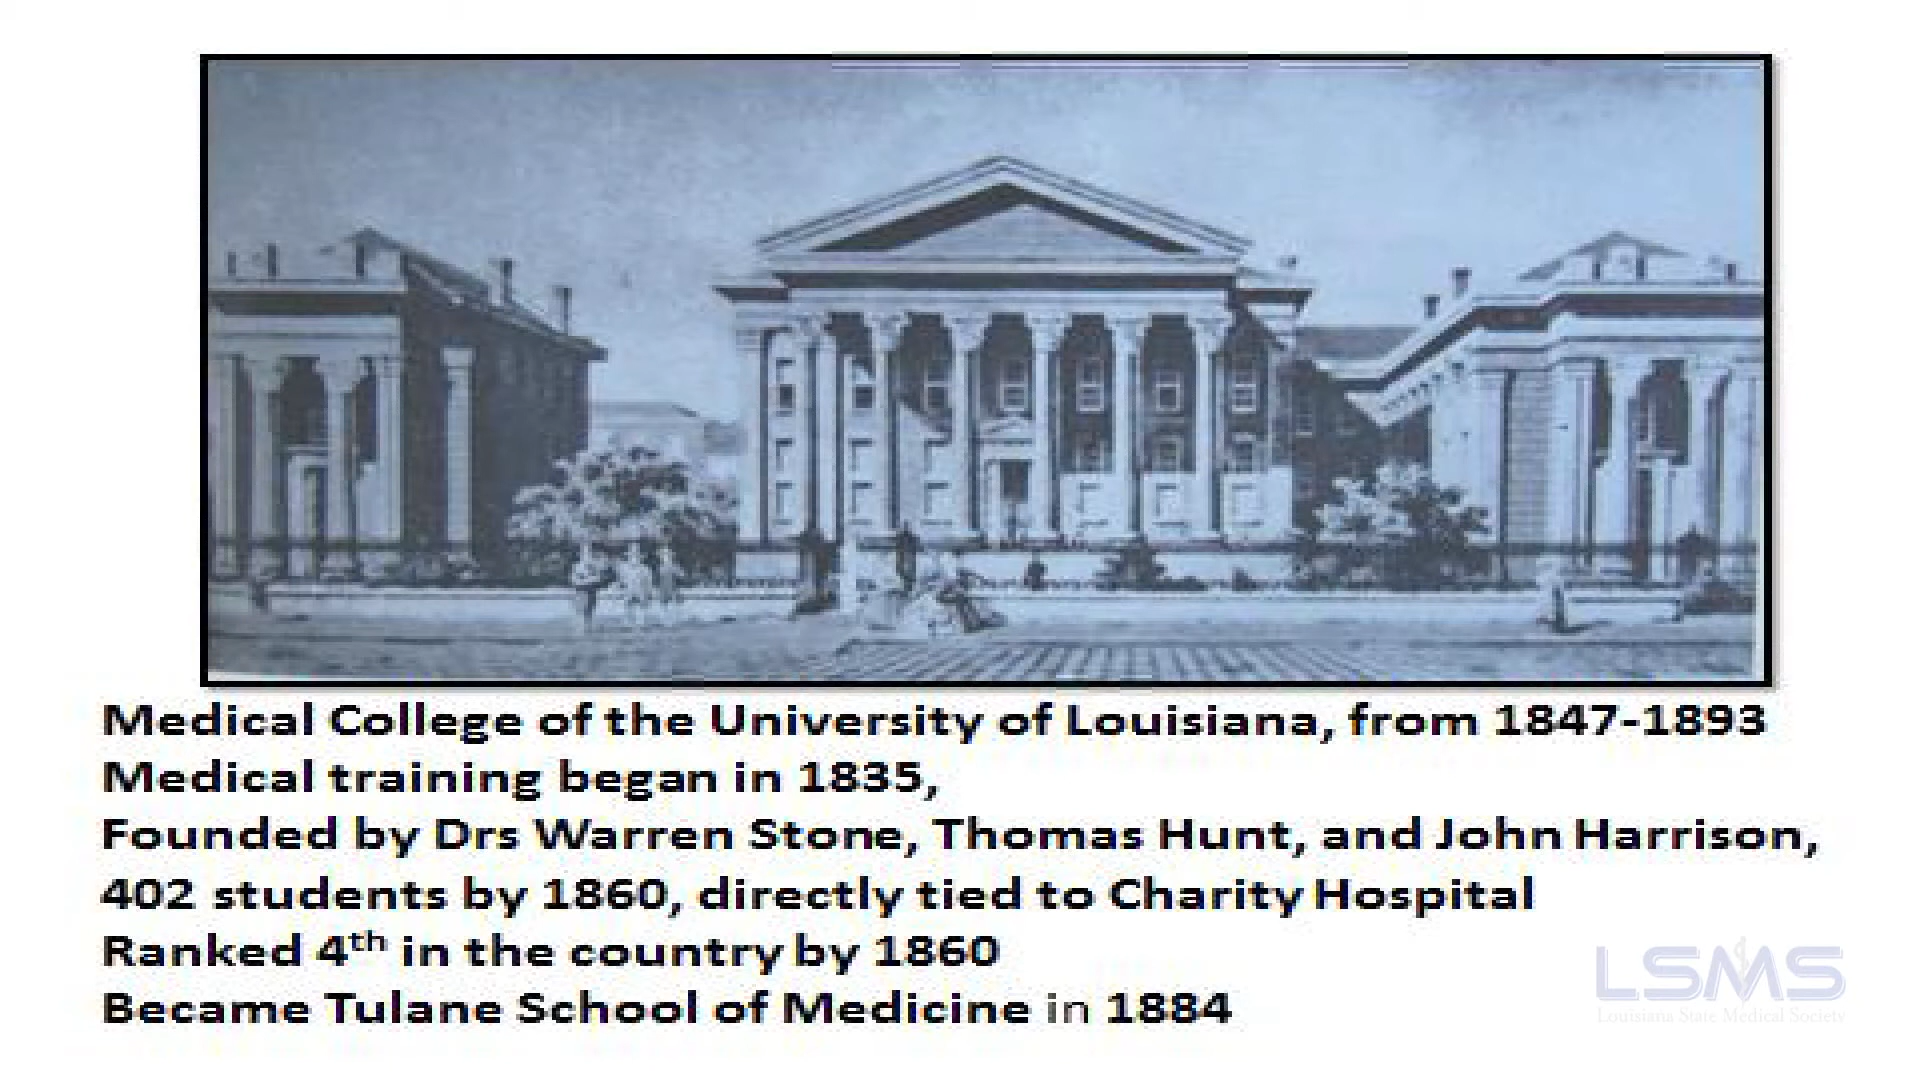 Medical College of the University of Louisiana, from 1847-1893
Medical training began in 1835,
Founded by Drs Warren Stone, Thomas Hunt, and John Harrison,
402 students by 1860, directly tied to Charity Hospital
Ranked 4th in the country by 1860
Became Tulane School of Medicine in 1884
LSMS
Louisiana State Medical Society